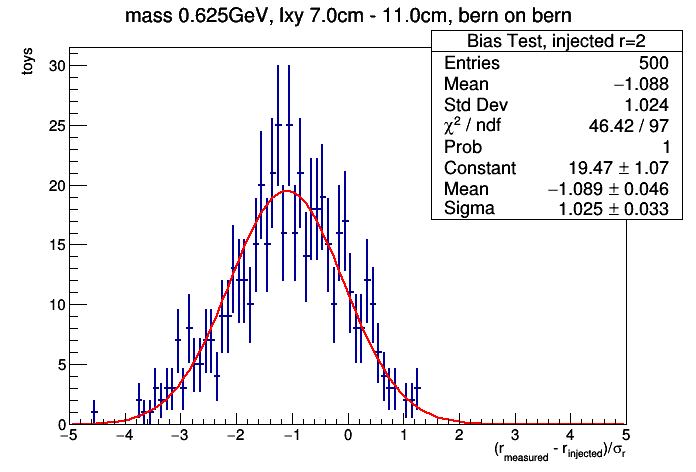 mass 0.625GeV, lxy 7.0cm - 11.0cm, bern on bern
Bias Test, injected r=2
Entries 500
Mean −1.088
Std Dev 1.024
χ² / ndf 46.42 / 97
Prob 1
Constant 19.47 ± 1.07
Mean −1.089 ± 0.046
Sigma 1.025 ± 0.033
toys
30
25
20
15
10
5
0
−5 −4 −3 −2 −1 0 1 2 3 4 5
(r_measured - r_injected)/σ_r